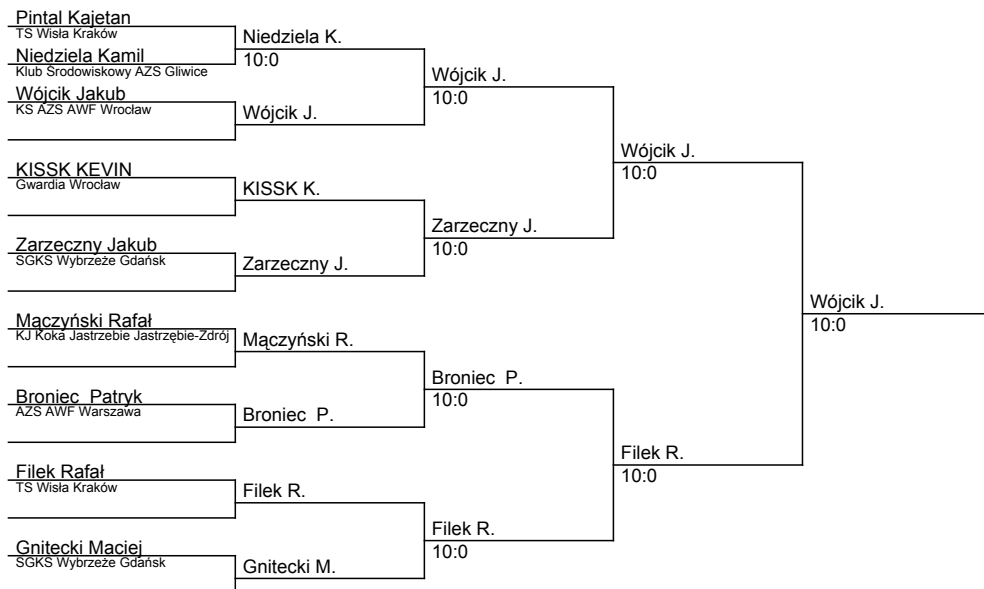 Pintal Kajetan
TS Wisła Kraków
Niedziela Kamil
Klub Środowiskowy AZS Gliwice
Wójcik Jakub
KS AZS AWF Wrocław
KISSK KEVIN
Gwardia Wrocław
Zarzeczny Jakub
SGKS Wybrzeże Gdańsk
Mączyński Rafał
KJ Koka Jastrzebie Jastrzębie-Zdrój
Broniec  Patryk
AZS AWF Warszawa
Filek Rafał
TS Wisła Kraków
Gnitecki Maciej
SGKS Wybrzeże Gdańsk
Niedziela K.
10:0
Wójcik J.
KISSK K.
Zarzeczny J.
Mączyński R.
Broniec  P.
Filek R.
Gnitecki M.
Wójcik J.
10:0
Zarzeczny J.
10:0
Broniec  P.
10:0
Filek R.
10:0
Wójcik J.
10:0
Filek R.
10:0
Wójcik J.
10:0